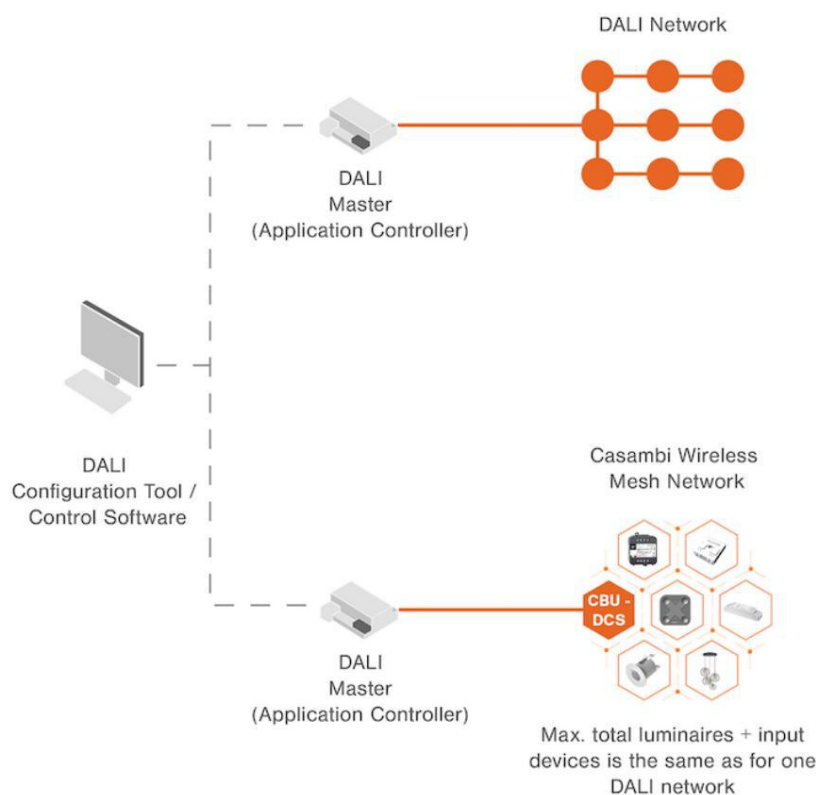 DALI Network
DALI
Master
(Application Controller)
DALI
Configuration Tool /
Control Software
Casambi Wireless
Mesh Network
CBU -
DCS
DALI
Master
(Application Controller)
Max. total luminaires + input
devices is the same as for one
DALI network